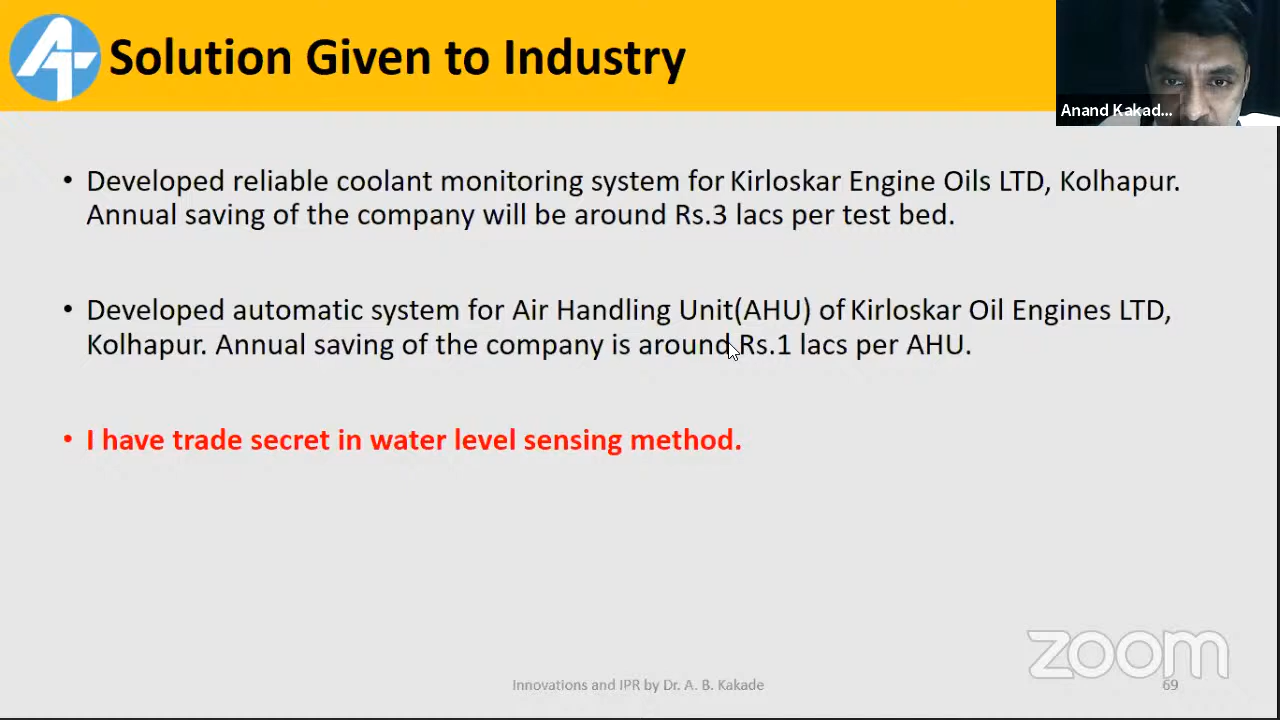 Solution Given to Industry
Anand Kakad...
• Developed reliable coolant monitoring system for Kirloskar Engine Oils LTD, Kolhapur.
Annual saving of the company will be around Rs.3 lacs per test bed.
• Developed automatic system for Air Handling Unit(AHU) of Kirloskar Oil Engines LTD,
Kolhapur. Annual saving of the company is around Rs.1 lacs per AHU.
• I have trade secret in water level sensing method.
zoom
Innovations and IPR by Dr. A. B. Kakade
69